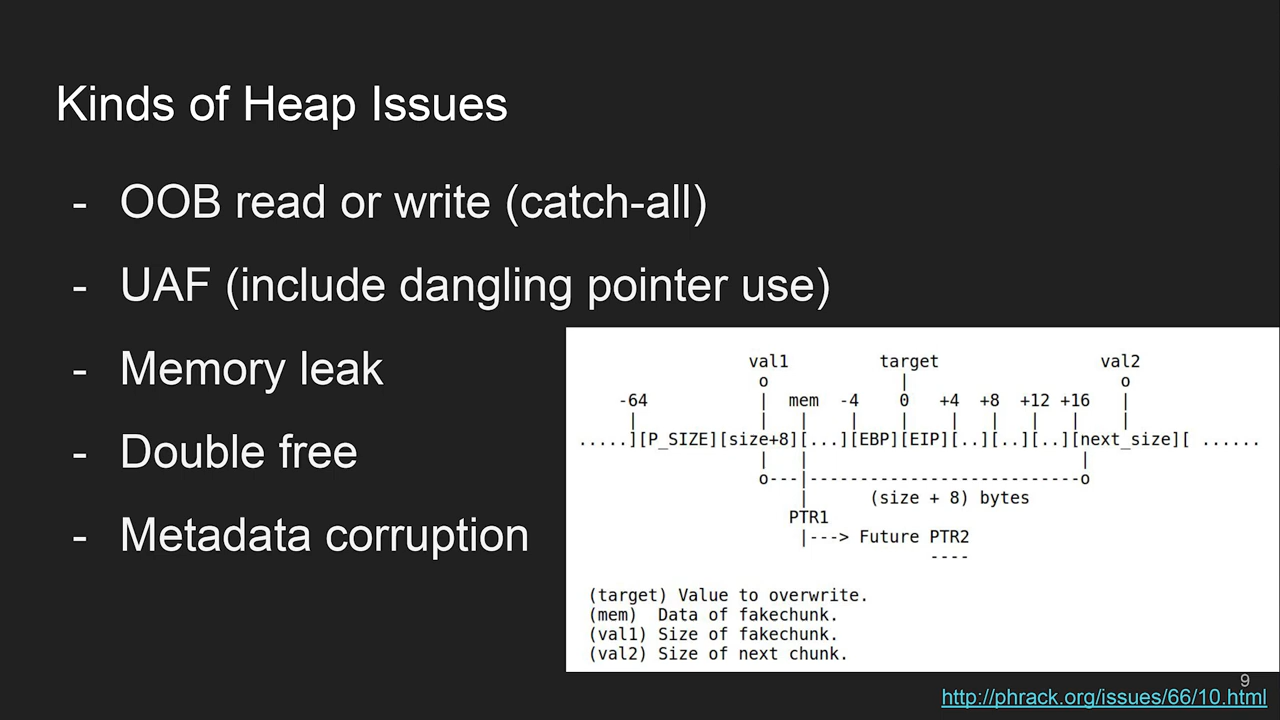 Kinds of Heap Issues
- OOB read or write (catch-all)
- UAF (include dangling pointer use)
- Memory leak
- Double free
- Metadata corruption
val1 target val2
o | o
-64 | mem -4 0 +4 +8 +12 +16 |
| | | | | | | | | |
.....][P_SIZE][size+8][...][EBP][EIP][..][..][..][next_size][ ......
| | |
o---|---------------------------o
| (size + 8) bytes
PTR1
|---> Future PTR2
----
(target) Value to overwrite.
(mem) Data of fakechunk.
(val1) Size of fakechunk.
(val2) Size of next chunk.
9
http://phrack.org/issues/66/10.html